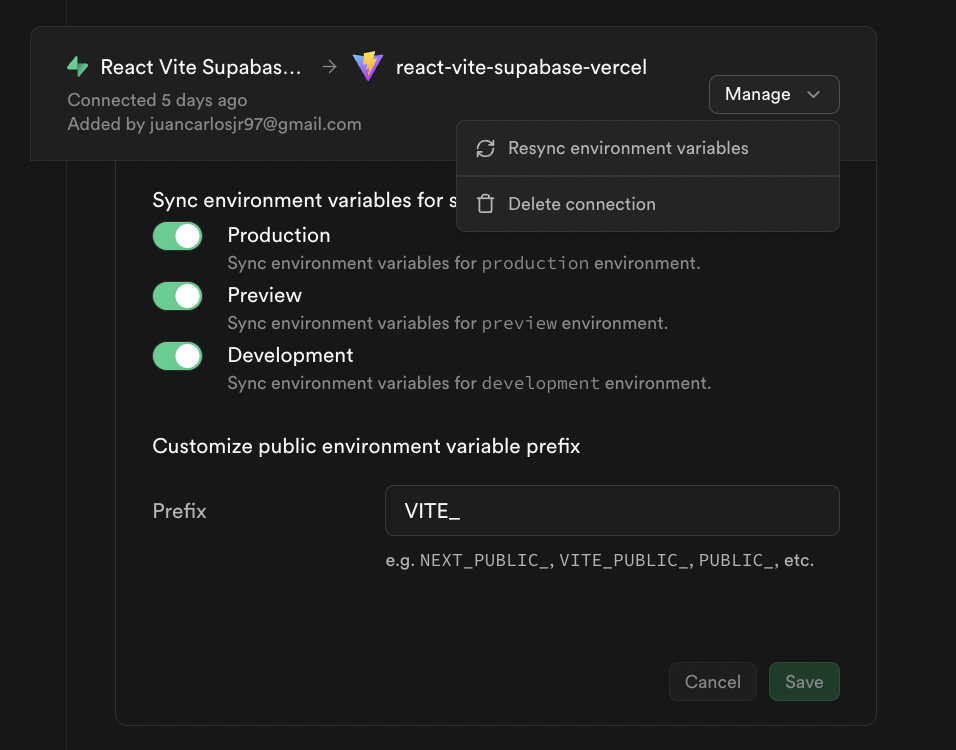 React Vite Supabas... → react-vite-supabase-vercel
Connected 5 days ago
Added by juancarlosjr97@gmail.com
Manage
Resync environment variables
Delete connection
Sync environment variables for s
Production
Sync environment variables for production environment.
Preview
Sync environment variables for preview environment.
Development
Sync environment variables for development environment.
Customize public environment variable prefix
Prefix
VITE_
e.g. NEXT_PUBLIC_, VITE_PUBLIC_, PUBLIC_, etc.
Cancel
Save